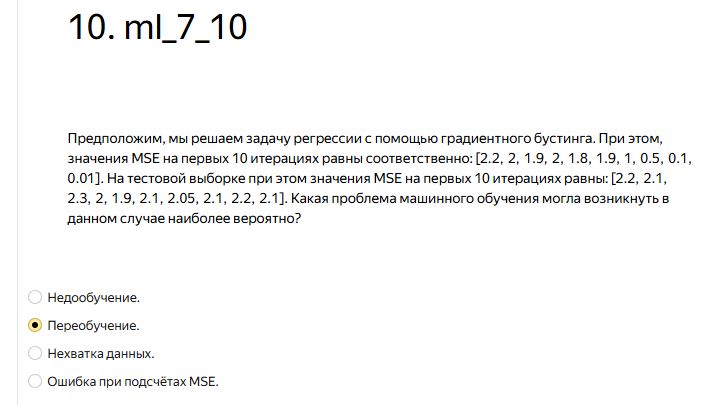 10. ml_7_10
Предположим, мы решаем задачу регрессии с помощью градиентного бустинга. При этом,
значения MSE на первых 10 итерациях равны соответственно: [2.2, 2, 1.9, 2, 1.8, 1.9, 1, 0.5, 0.1,
0.01]. На тестовой выборке при этом значения MSE на первых 10 итерациях равны: [2.2, 2.1,
2.3, 2, 1.9, 2.1, 2.05, 2.1, 2.2, 2.1]. Какая проблема машинного обучения могла возникнуть в
данном случае наиболее вероятно?
Недообучение.
Переобучение.
Нехватка данных.
Ошибка при подсчётах MSE.